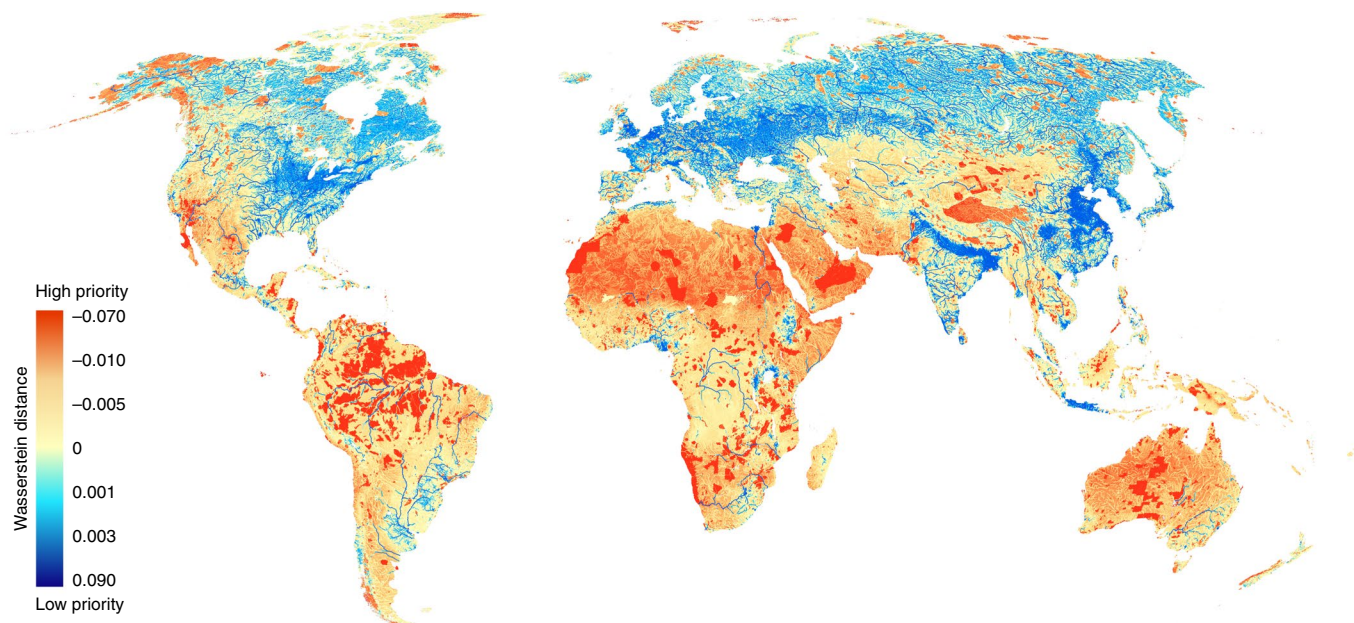 High priority
–0.070
–0.010
–0.005
0
0.001
0.003
0.090
Low priority
Wasserstein distance